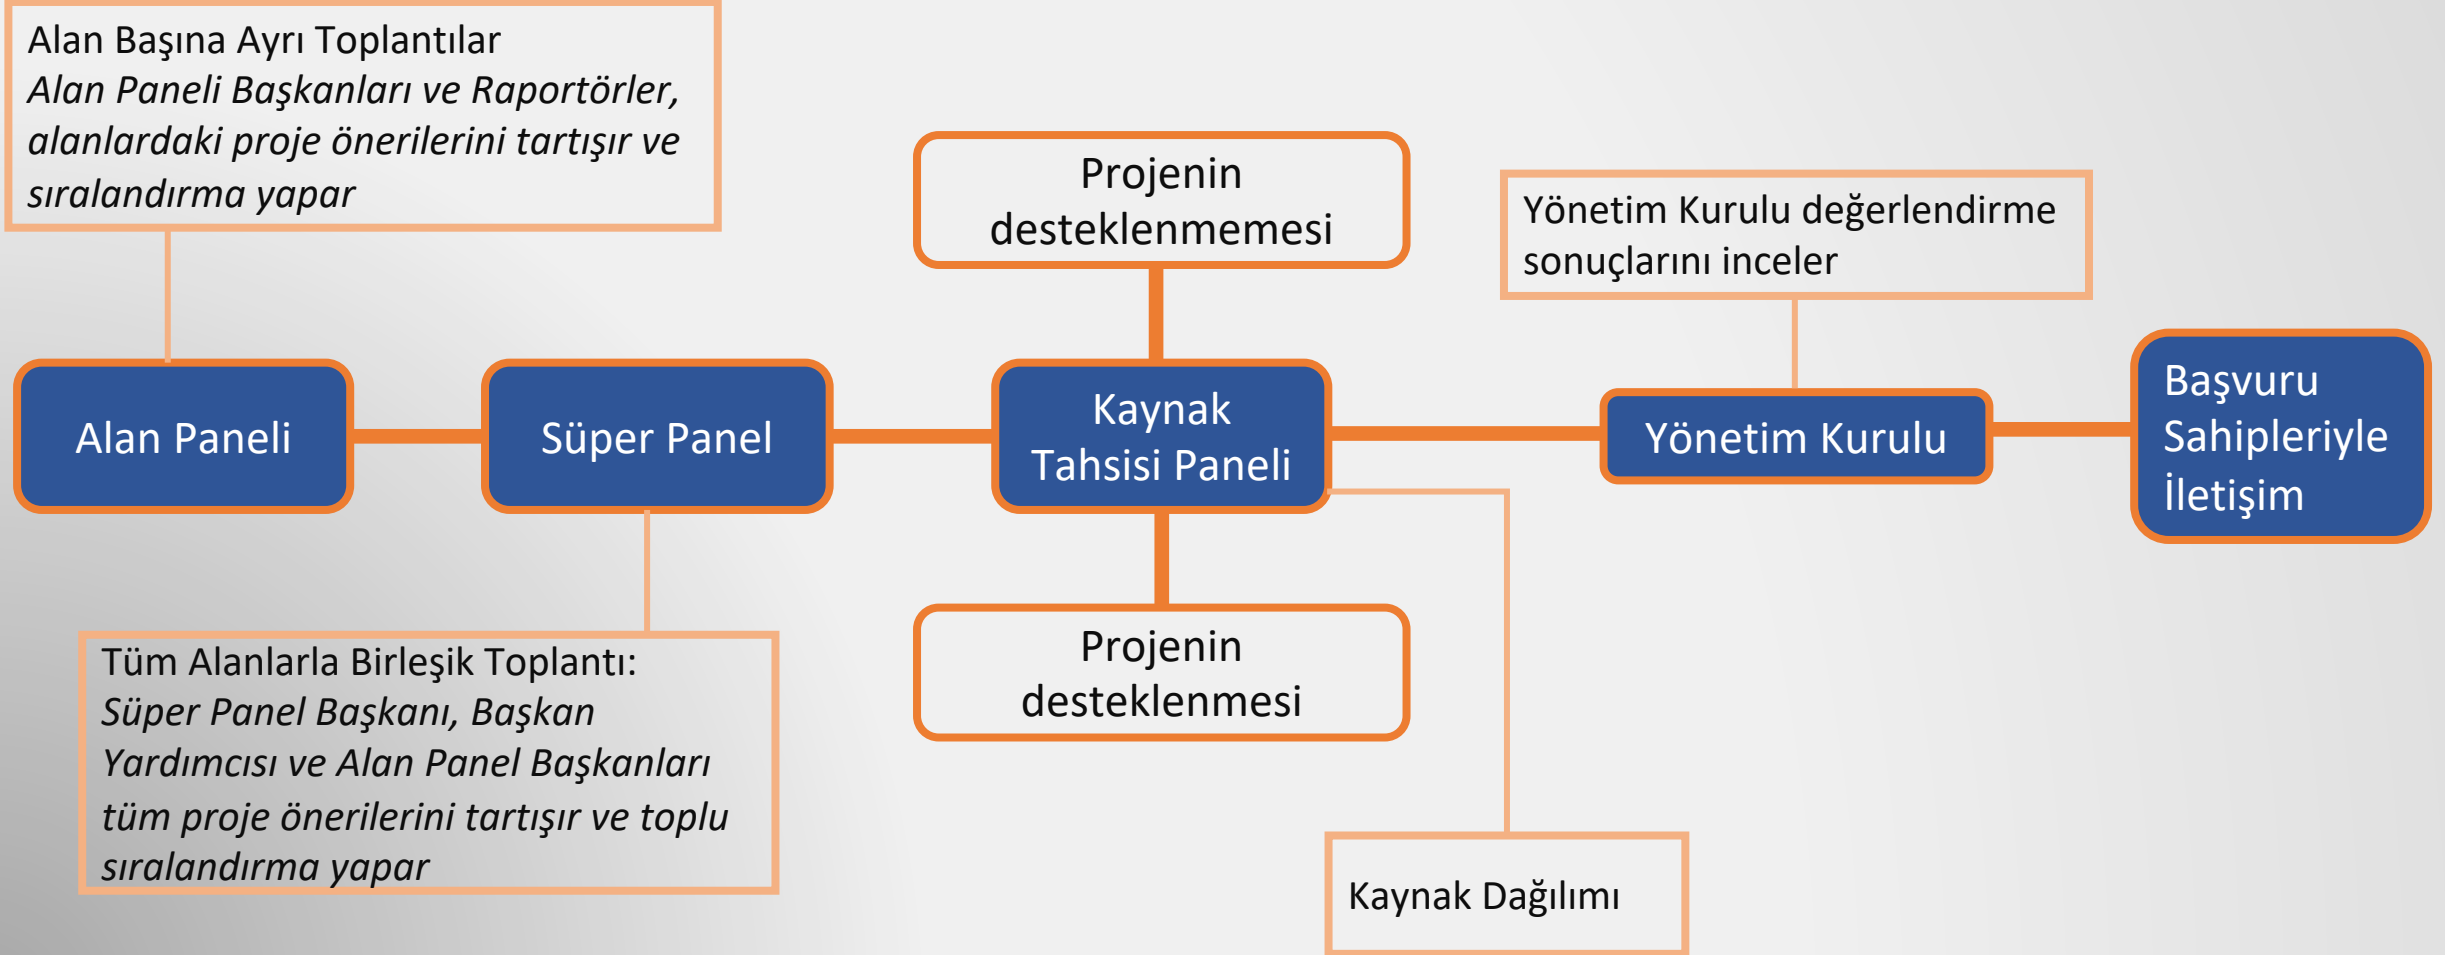 Alan Başına Ayrı Toplantılar
Alan Paneli Başkanları ve Raportörler,
alanlardaki proje önerilerini tartışır ve
sıralandırma yapar
Projenin
desteklenmemesi
Yönetim Kurulu değerlendirme
sonuçlarını inceler
Alan Paneli
Süper Panel
Kaynak
Tahsisi Paneli
Yönetim Kurulu
Başvuru
Sahipleriyle
İletişim
Tüm Alanlarla Birleşik Toplantı:
Süper Panel Başkanı, Başkan
Yardımcısı ve Alan Panel Başkanları
tüm proje önerilerini tartışır ve toplu
sıralandırma yapar
Projenin
desteklenmesi
Kaynak Dağılımı